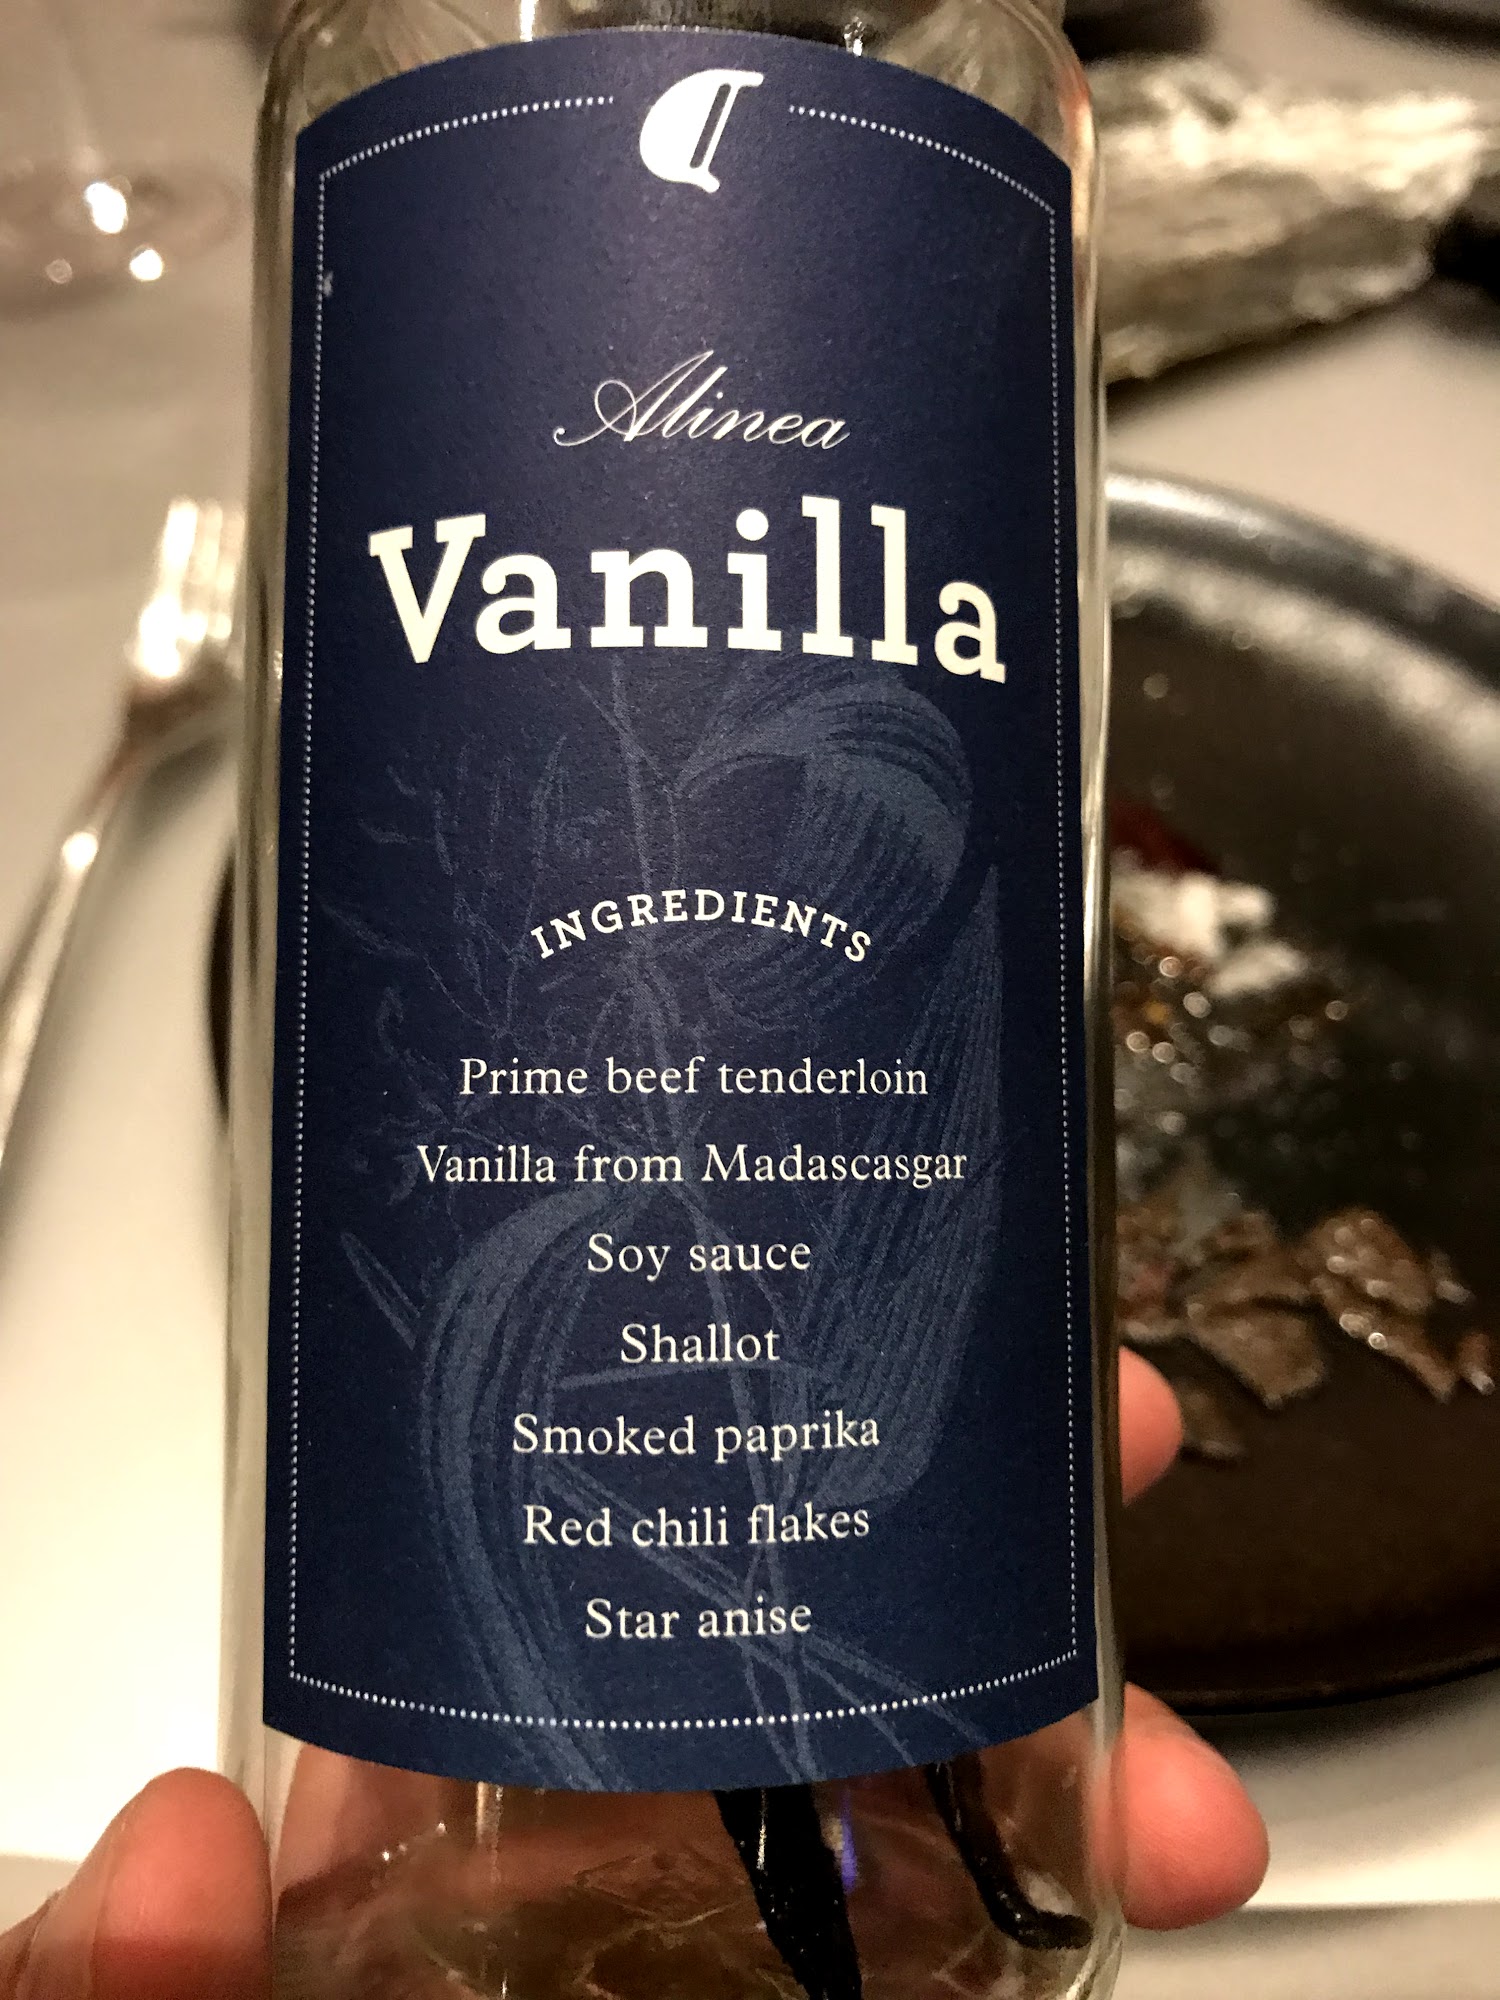 Alinea
Vanilla
INGREDIENTS
Prime beef tenderloin
Vanilla from Madascasgar
Soy sauce
Shallot
Smoked paprika
Red chili flakes
Star anise